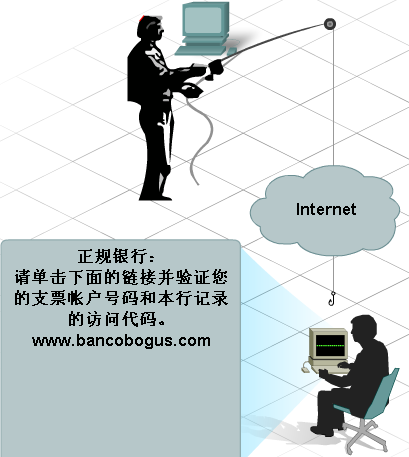 Internet
正规银行：
请单击下面的链接并验证您
的支票帐户号码和本行记录
的访问代码。
www.bancobogus.com